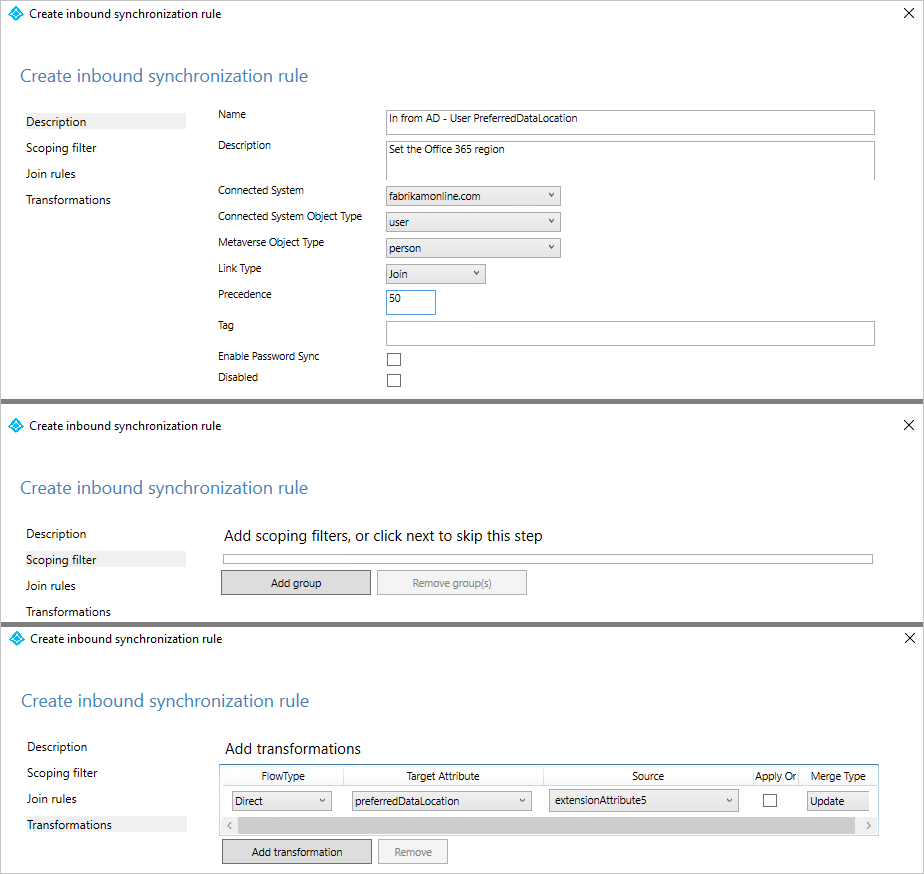 Create inbound synchronization rule
Create inbound synchronization rule
Description
Scoping filter
Join rules
Transformations
Name
In from AD - User PreferredDataLocation
Description
Set the Office 365 region
Connected System
fabrikamonline.com
Connected System Object Type
user
Metaverse Object Type
person
Link Type
Join
Precedence
50
Tag
Enable Password Sync
Disabled
Create inbound synchronization rule
Create inbound synchronization rule
Description
Scoping filter
Join rules
Transformations
Add scoping filters, or click next to skip this step
Add group
Remove group(s)
Create inbound synchronization rule
Create inbound synchronization rule
Description
Scoping filter
Join rules
Transformations
Add transformations
FlowType
Target Attribute
Source
Apply Or
Merge Type
Direct
preferredDataLocation
extensionAttribute5
Update
Add transformation
Remove